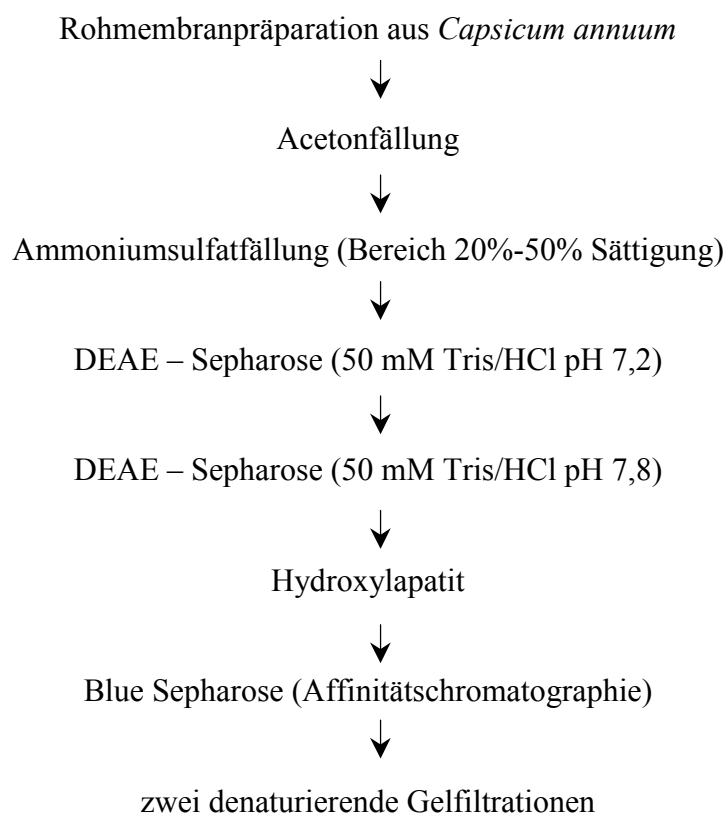 Rohmembranpräparation aus Capsicum annuum
Acetonfällung
Ammoniumsulfatfällung (Bereich 20%-50% Sättigung)
DEAE – Sepharose (50 mM Tris/HCl pH 7,2)
DEAE – Sepharose (50 mM Tris/HCl pH 7,8)
Hydroxylapatit
Blue Sepharose (Affinitätschromatographie)
zwei denaturierende Gelfiltrationen